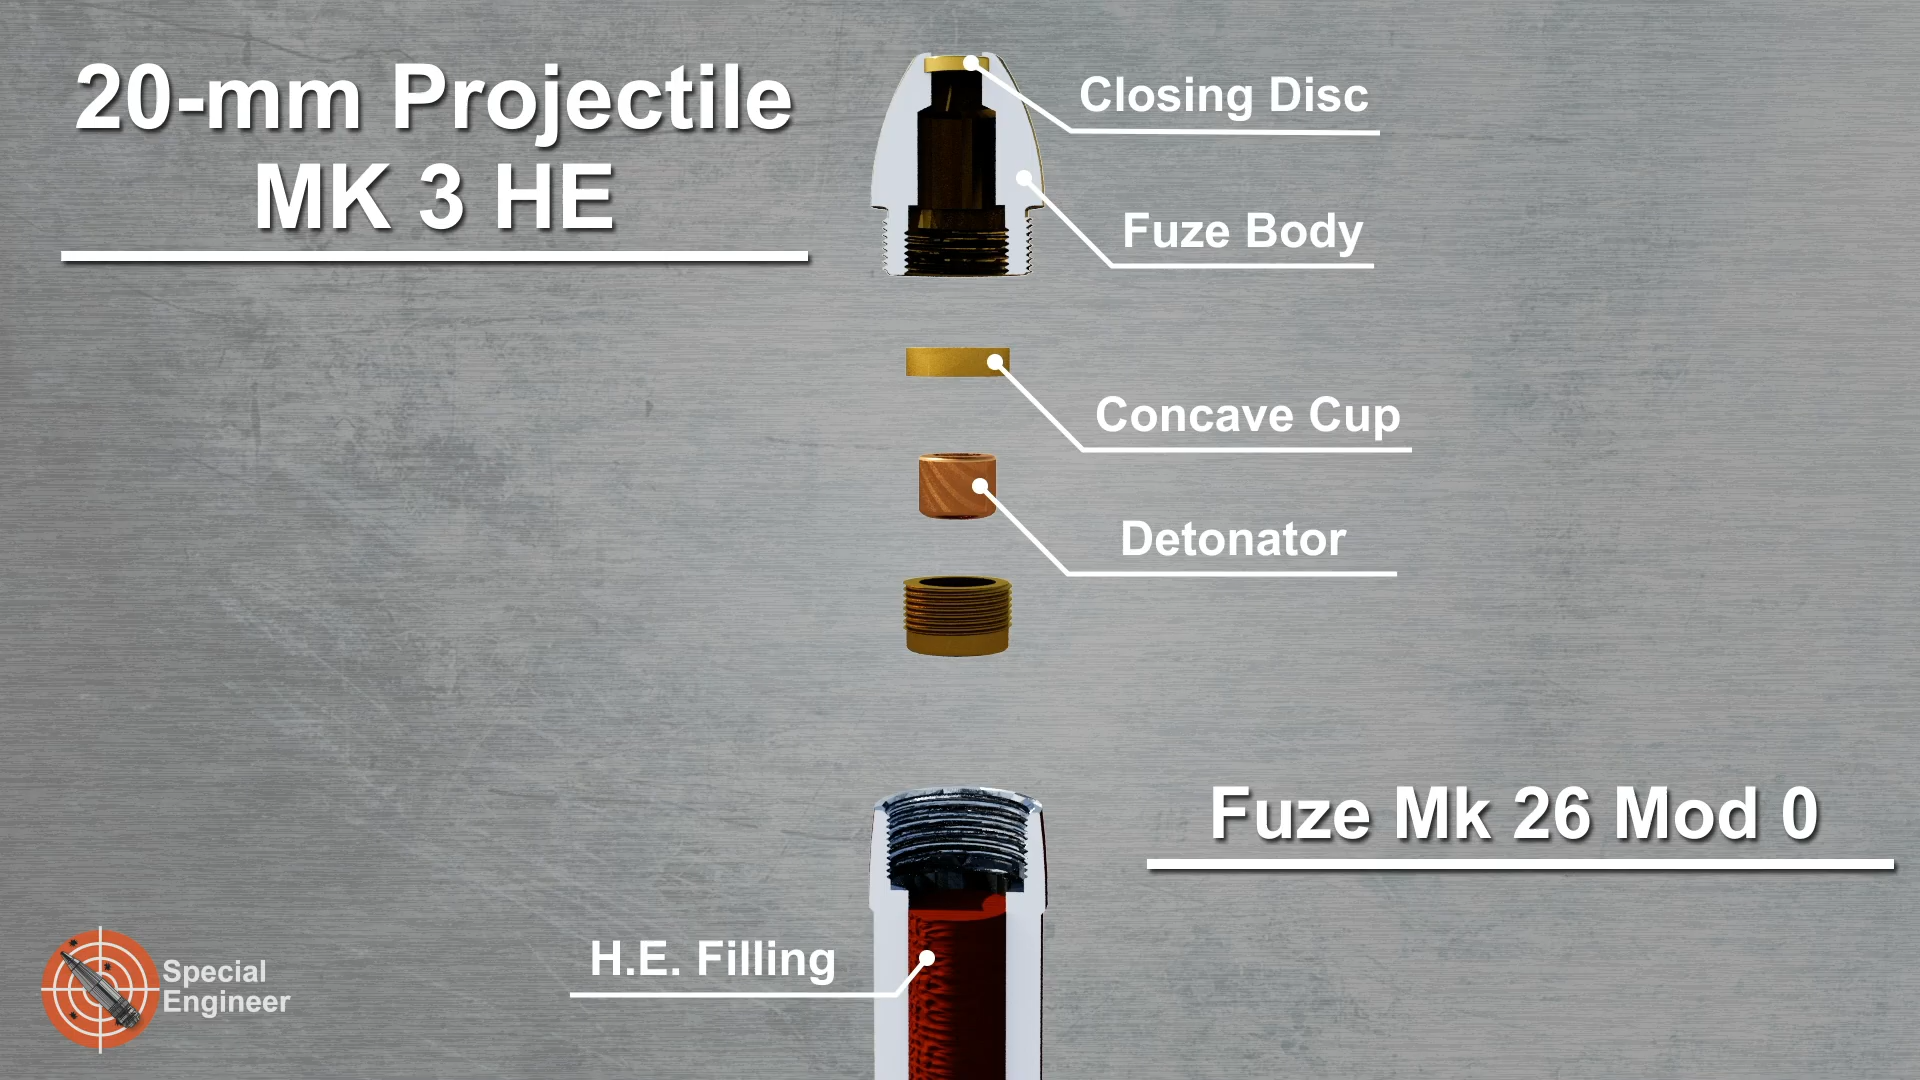 20-mm Projectile
MK 3 HE
Closing Disc
Fuze Body
Concave Cup
Detonator
Fuze Mk 26 Mod 0
H.E. Filling
Special
Engineer